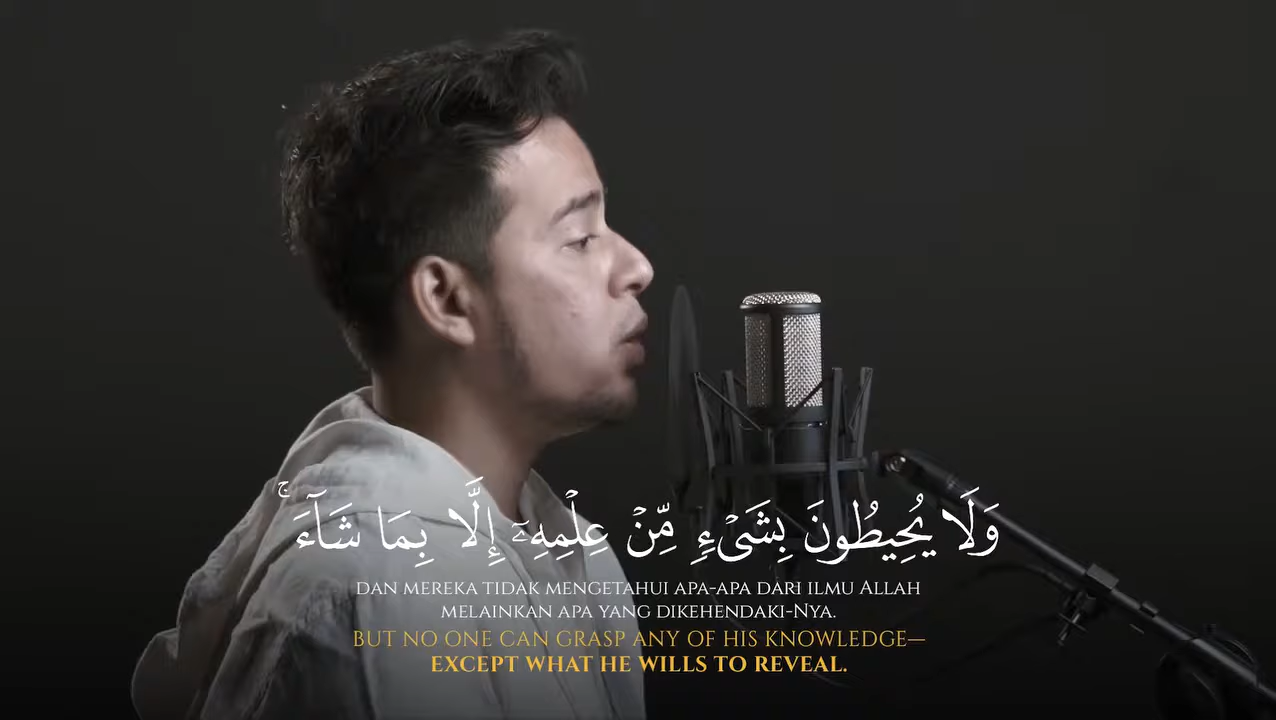 وَلَا يُحِيطُونَ بِشَىْءٍ مِّنْ عِلْمِهِۦٓ إِلَّا بِمَا شَآءَ ۚ
DAN MEREKA TIDAK MENGETAHUI APA-APA DARI ILMU ALLAH
MELAINKAN APA YANG DIKEHENDAKI-NYA.
BUT NO ONE CAN GRASP ANY OF HIS KNOWLEDGE—
EXCEPT WHAT HE WILLS TO REVEAL.